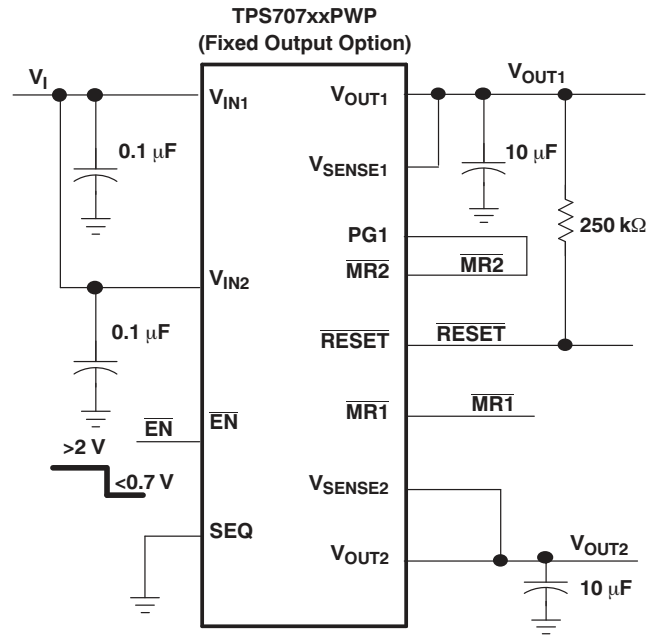 TPS707xxPWP
(Fixed Output Option)
VI
VIN1
VOUT1
VOUT1
0.1 μF
10 μF
VSENSE1
250 kΩ
PG1
MR2
MR2
VIN2
0.1 μF
RESET
RESET
EN
EN
MR1
MR1
>2 V
<0.7 V
VSENSE2
SEQ
VOUT2
VOUT2
10 μF